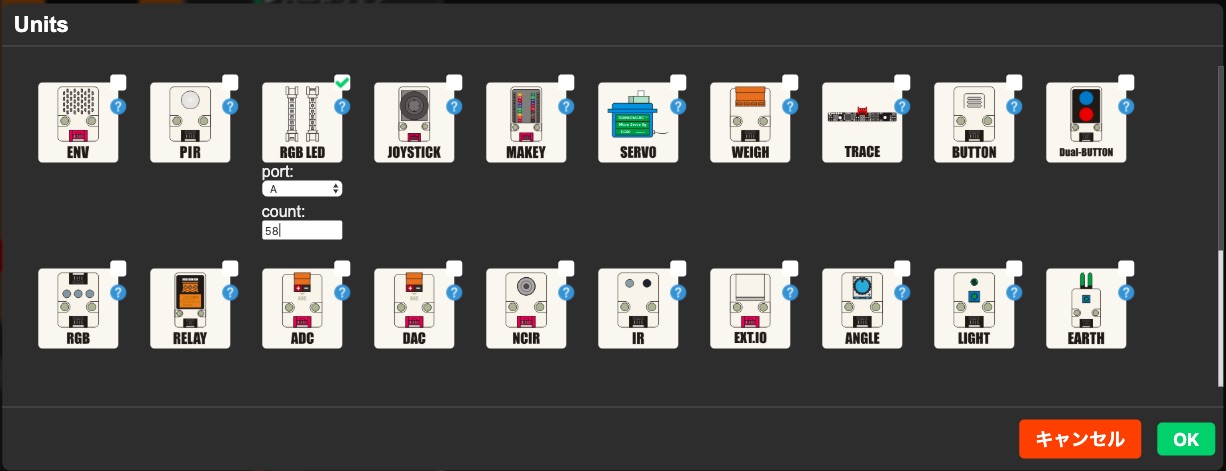 Units
ENV
PIR
RGB LED
JOYSTICK
MAKEY
SERVO
WEIGH
TRACE
BUTTON
Dual-BUTTON
port:
A
count:
58
RGB
RELAY
ADC
DAC
NCIR
IR
EXT.IO
ANGLE
LIGHT
EARTH
キャンセル
OK